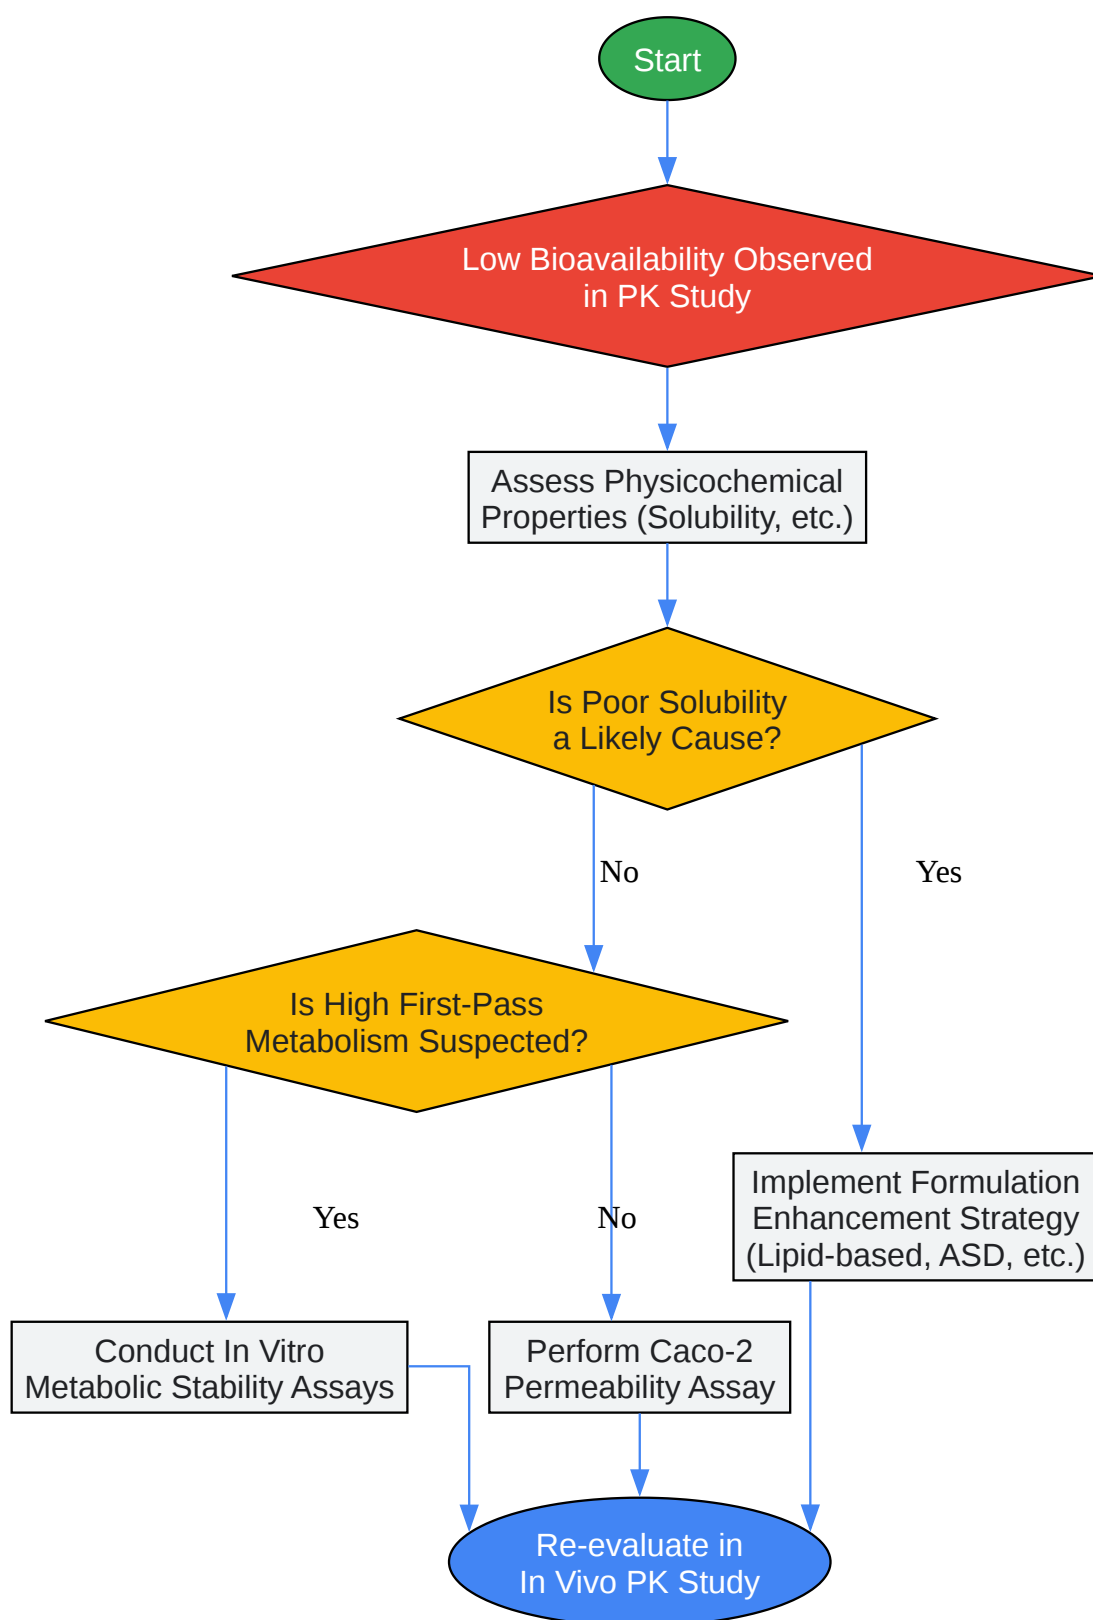 Start
Low Bioavailability Observed
in PK Study
Assess Physicochemical
Properties (Solubility, etc.)
Is Poor Solubility
a Likely Cause?
No
Yes
Is High First-Pass
Metabolism Suspected?
Yes
No
Implement Formulation
Enhancement Strategy
(Lipid-based, ASD, etc.)
Conduct In Vitro
Metabolic Stability Assays
Perform Caco-2
Permeability Assay
Re-evaluate in
In Vivo PK Study